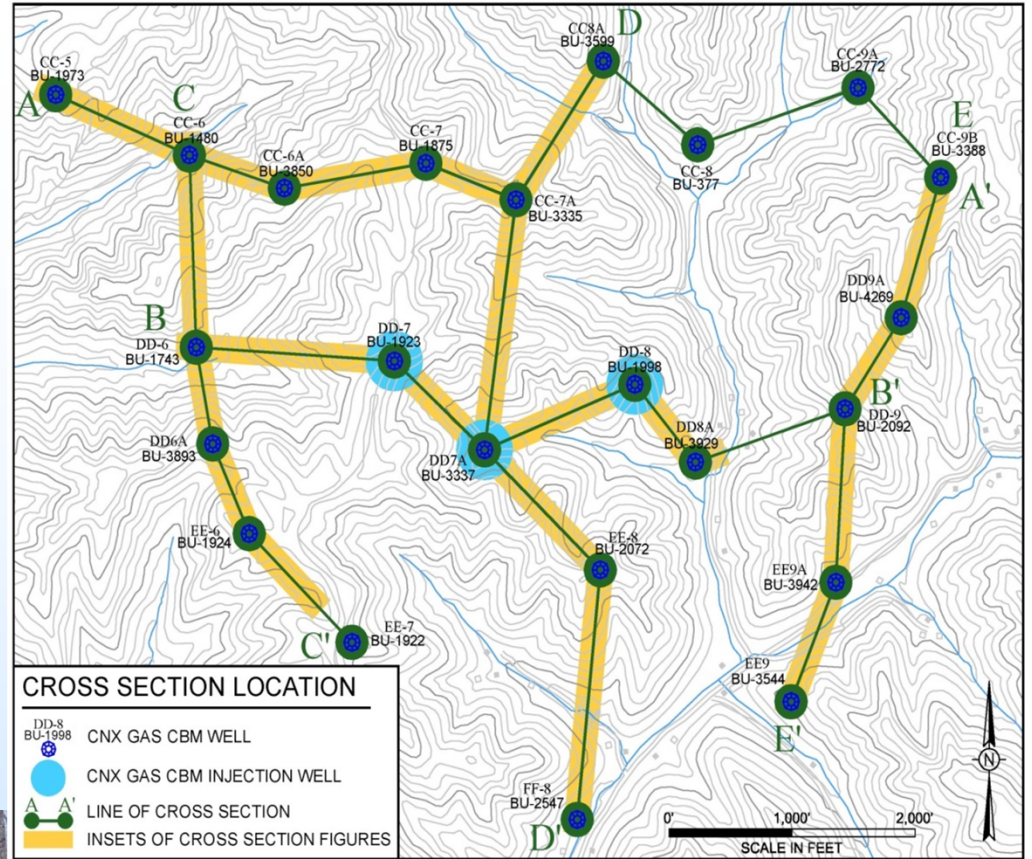 D
CC8A
BU-3599
CC-9A
BU-2772
CC-5
BU-1973
A
C
CC-6
BU-1480
CC-6A
BU-3850
CC-7
BU-1875
CC-7A
BU-3335
CC-8
BU-377
E
CC-9B
BU-3388
A'
DD9A
BU-4269
B
DD-6
BU-1743
DD-7
BU-1923
DD-8
BU-1998
B'
DD-9
BU-2092
DD6A
BU-3893
DD7A
BU-3337
DD8A
BU-3929
EE-6
BU-1924
EE-8
BU-2072
EE9A
BU-3942
C'
EE-7
BU-1922
EE9
BU-3544
E'
FF-8
BU-2547
D'
CROSS SECTION LOCATION
DD-8
BU-1998
CNX GAS CBM WELL
CNX GAS CBM INJECTION WELL
A A'
LINE OF CROSS SECTION
INSETS OF CROSS SECTION FIGURES
N
0' 1,000' 2,000'
SCALE IN FEET